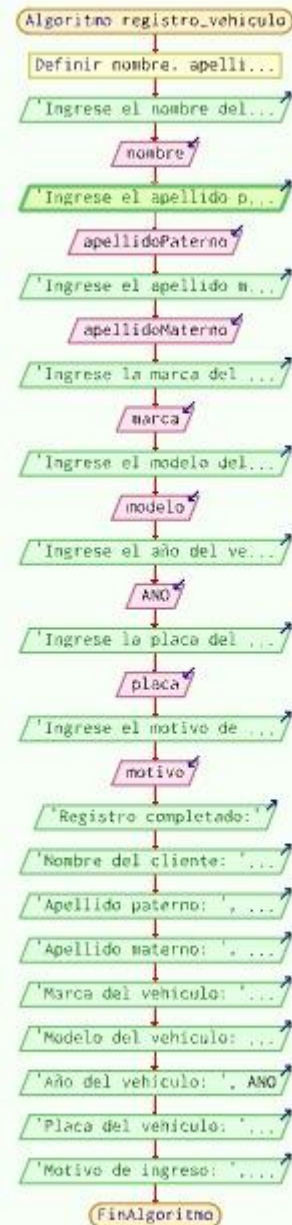 Algoritmo registro_vehiculo
Definir nombre, apelli...
'Ingrese el nombre del...
nombre
'Ingrese el apellido p...
apellidoPaterno
'Ingrese el apellido m...
apellidoMaterno
'Ingrese la marca del ...
marca
'Ingrese el modelo del...
modelo
'Ingrese el año del ve...
ANO
'Ingrese la placa del ...
placa
'Ingrese el motivo de ...
motivo
'Registro completado:'
'Nombre del cliente: '...
'Apellido paterno: ', ...
'Apellido materno: ', ...
'Marca del vehiculo: '...
'Modelo del vehiculo: ...
'Año del vehiculo: ', ANO
'Placa del vehiculo: '...
'Motivo de ingreso: ',...
FinAlgoritmo